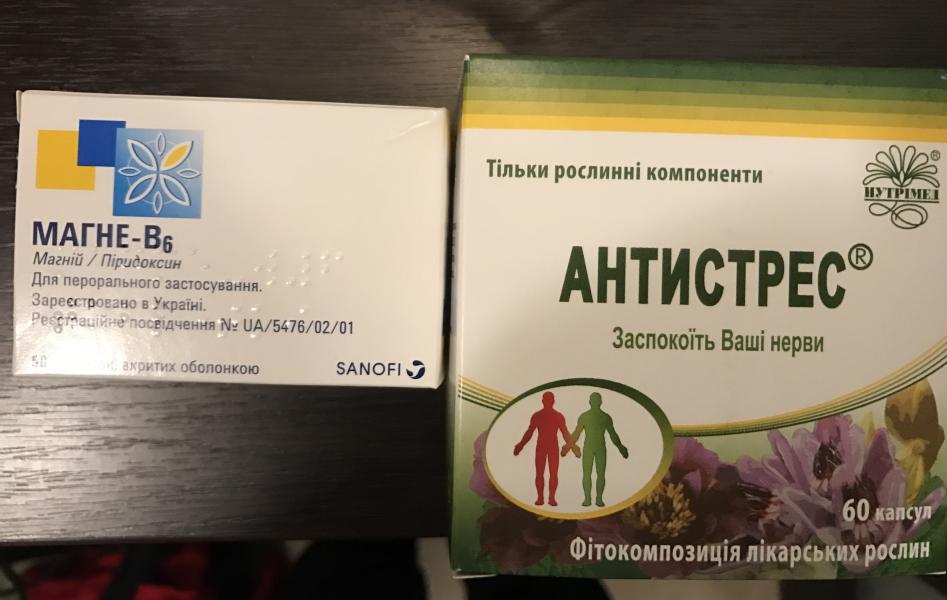 МАГНЕ-В6
Магній / Піридоксин
Для перорального застосування.
Зареєстровано в Україні.
Реєстраційне посвідчення № UA/5476/02/01
вкритих оболонкою
SANOFI
Тільки рослинні компоненти
НУТРІМЕД ®
АНТИСТРЕС®
Заспокоїть Ваші нерви
60 капсул
Фітокомпозиція лікарських рослин